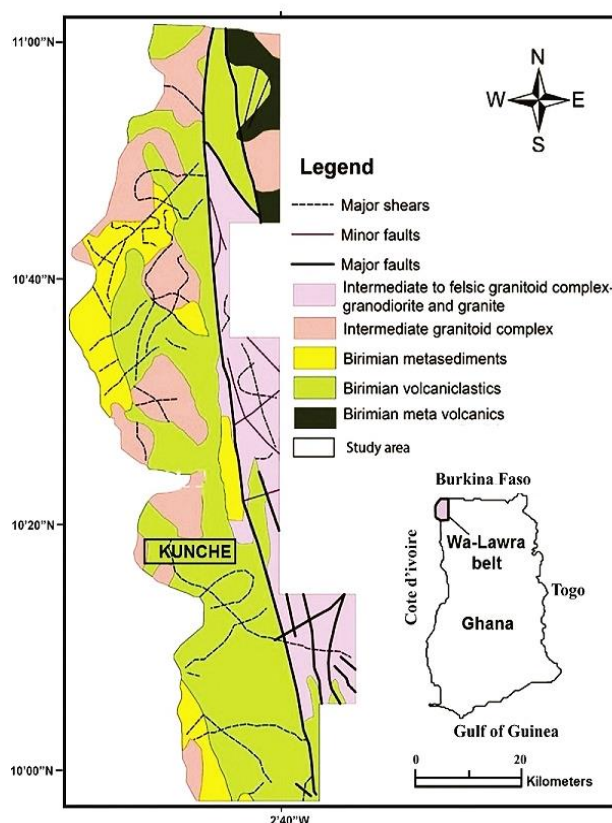 11'00"N
10'40"N
10'20"N
10'00"N
2'40"W
N
W
E
S
Legend
Major shears
Minor faults
Major faults
Intermediate to felsic granitoid complex-
granodiorite and granite
Intermediate granitoid complex
Birimian metasediments
Birimian volcaniclastics
Birimian meta volcanics
Study area
KUNCHE
Burkina Faso
Cote d'ivoire
Wa-Lawra
belt
Togo
Ghana
Gulf of Guinea
0 10 20
Kilometers